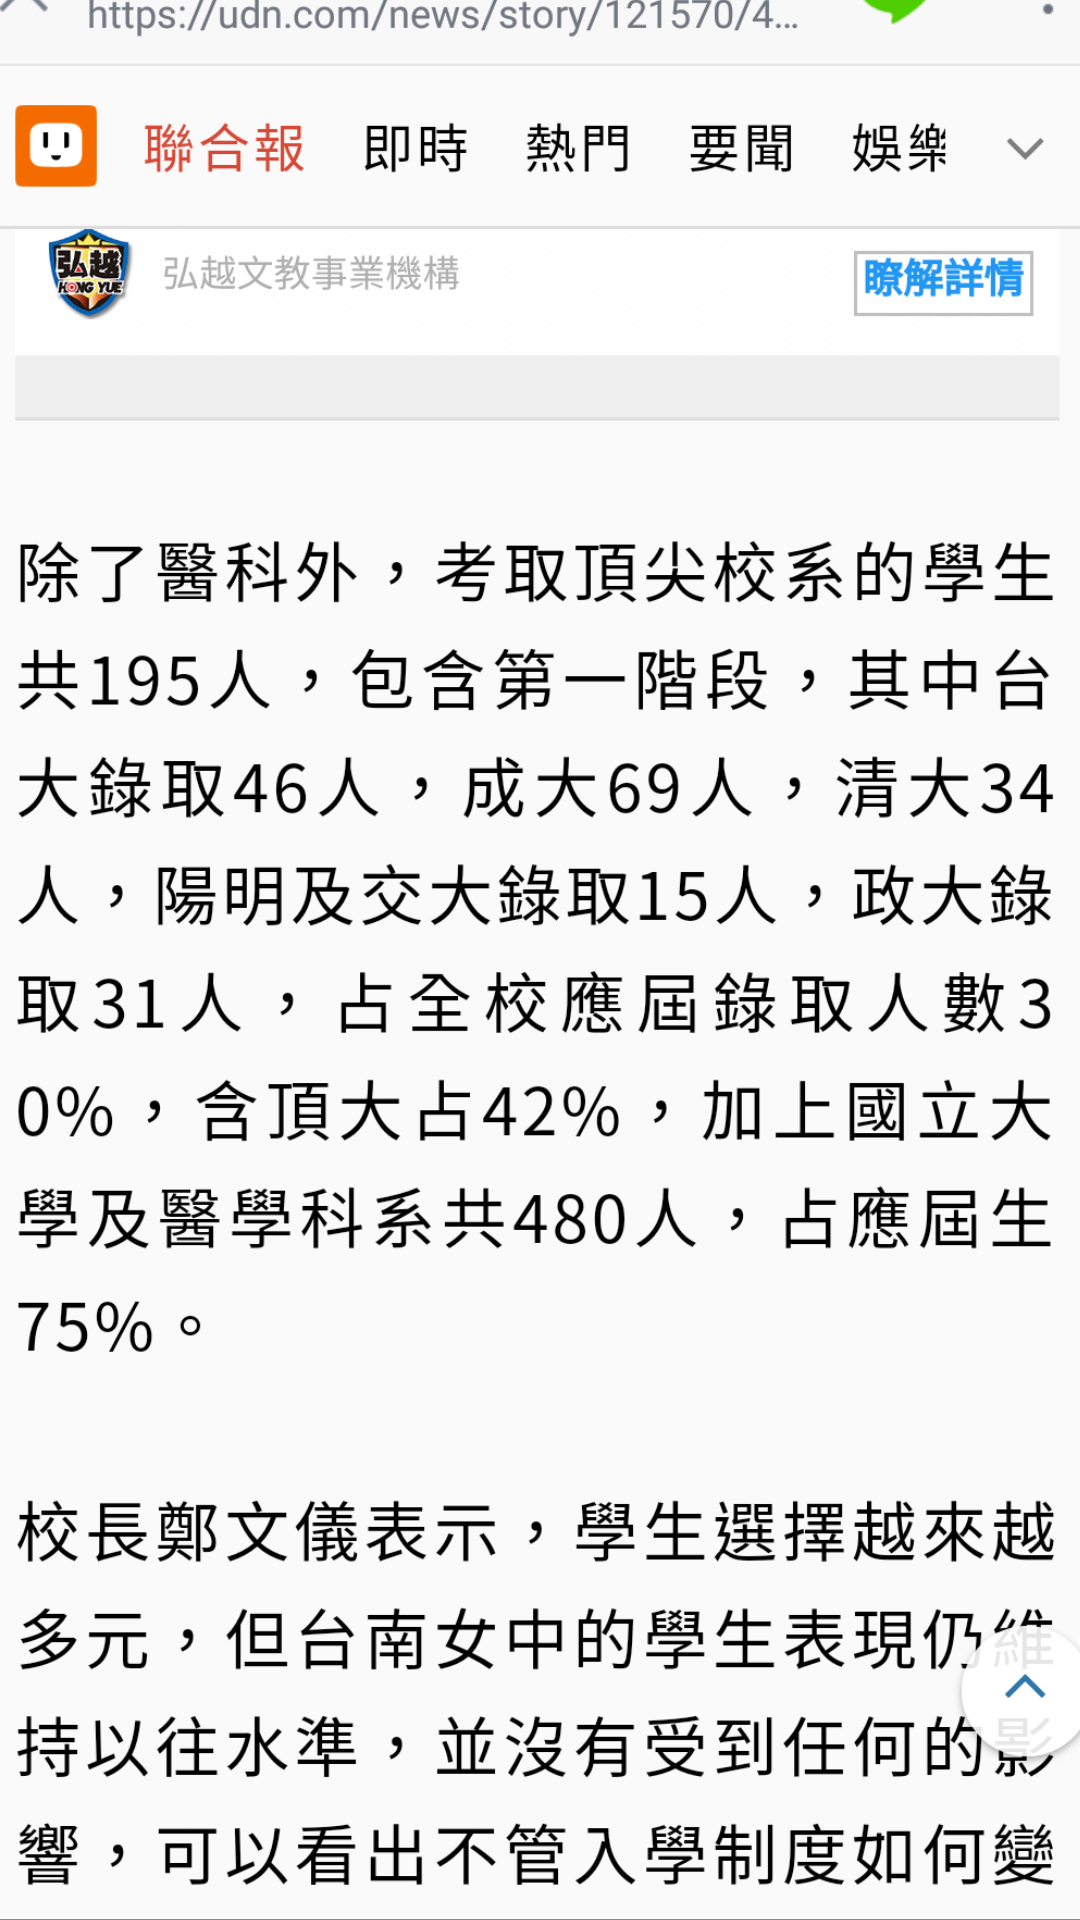 https://udn.com/news/story/121570/4...
聯合報 即時 熱門 要聞 娛樂
弘越
HONG YUE
弘越文教事業機構
瞭解詳情
除了醫科外，考取頂尖校系的學生
共195人，包含第一階段，其中台
大錄取46人，成大69人，清大34
人，陽明及交大錄取15人，政大錄
取31人，占全校應屆錄取人數3
0%，含頂大占42%，加上國立大
學及醫學科系共480人，占應屆生
75%。
校長鄭文儀表示，學生選擇越來越
多元，但台南女中的學生表現仍維
持以往水準，並沒有受到任何的影
響，可以看出不管入學制度如何變